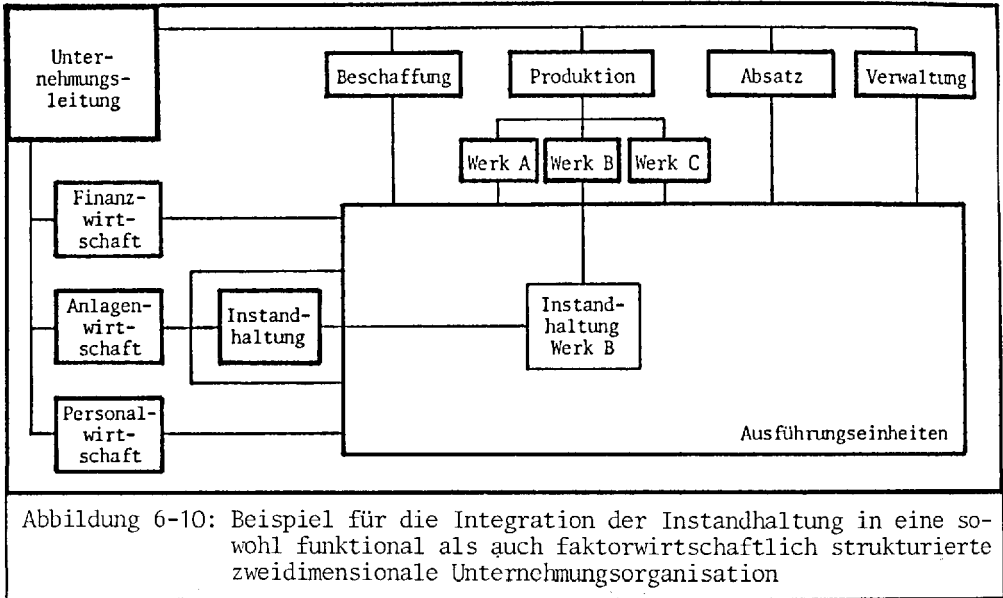 Unter-
nehmungs-
leitung
Beschaffung
Produktion
Absatz
Verwaltung
Werk A
Werk B
Werk C
Finanz-
wirt-
schaft
Anlagen-
wirt-
schaft
Instand-
haltung
Instand-
haltung
Werk B
Personal-
wirt-
schaft
Ausführungseinheiten
Abbildung 6-10: Beispiel für die Integration der Instandhaltung in eine so-
wohl funktional als auch faktorwirtschaftlich strukturierte
zweidimensionale Unternehmungsorganisation